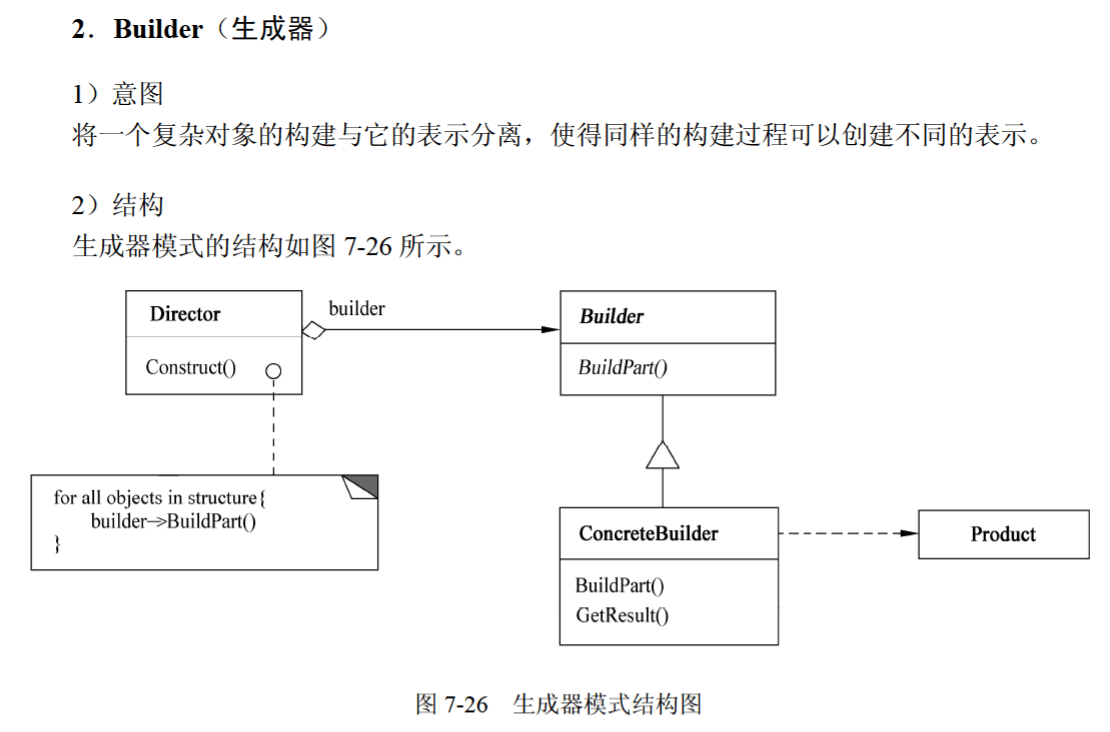 2．Builder（生成器）
1）意图
将一个复杂对象的构建与它的表示分离，使得同样的构建过程可以创建不同的表示。
2）结构
生成器模式的结构如图 7-26 所示。
Director
builder
Builder
Construct()
BuildPart()
for all objects in structure{
builder->BuildPart()
}
ConcreteBuilder
Product
BuildPart()
GetResult()
图 7-26 生成器模式结构图